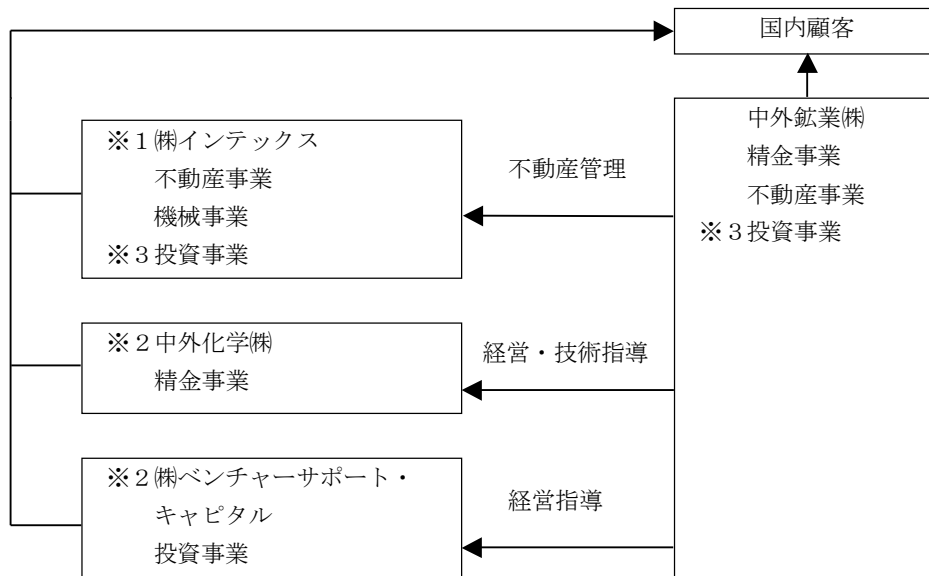 国内顧客
中外鉱業㈱
精金事業
不動産事業
※3投資事業
※1㈱インテックス
不動産事業
機械事業
※3投資事業
不動産管理
※2中外化学㈱
精金事業
経営・技術指導
※2㈱ベンチャーサポート・
キャピタル
投資事業
経営指導